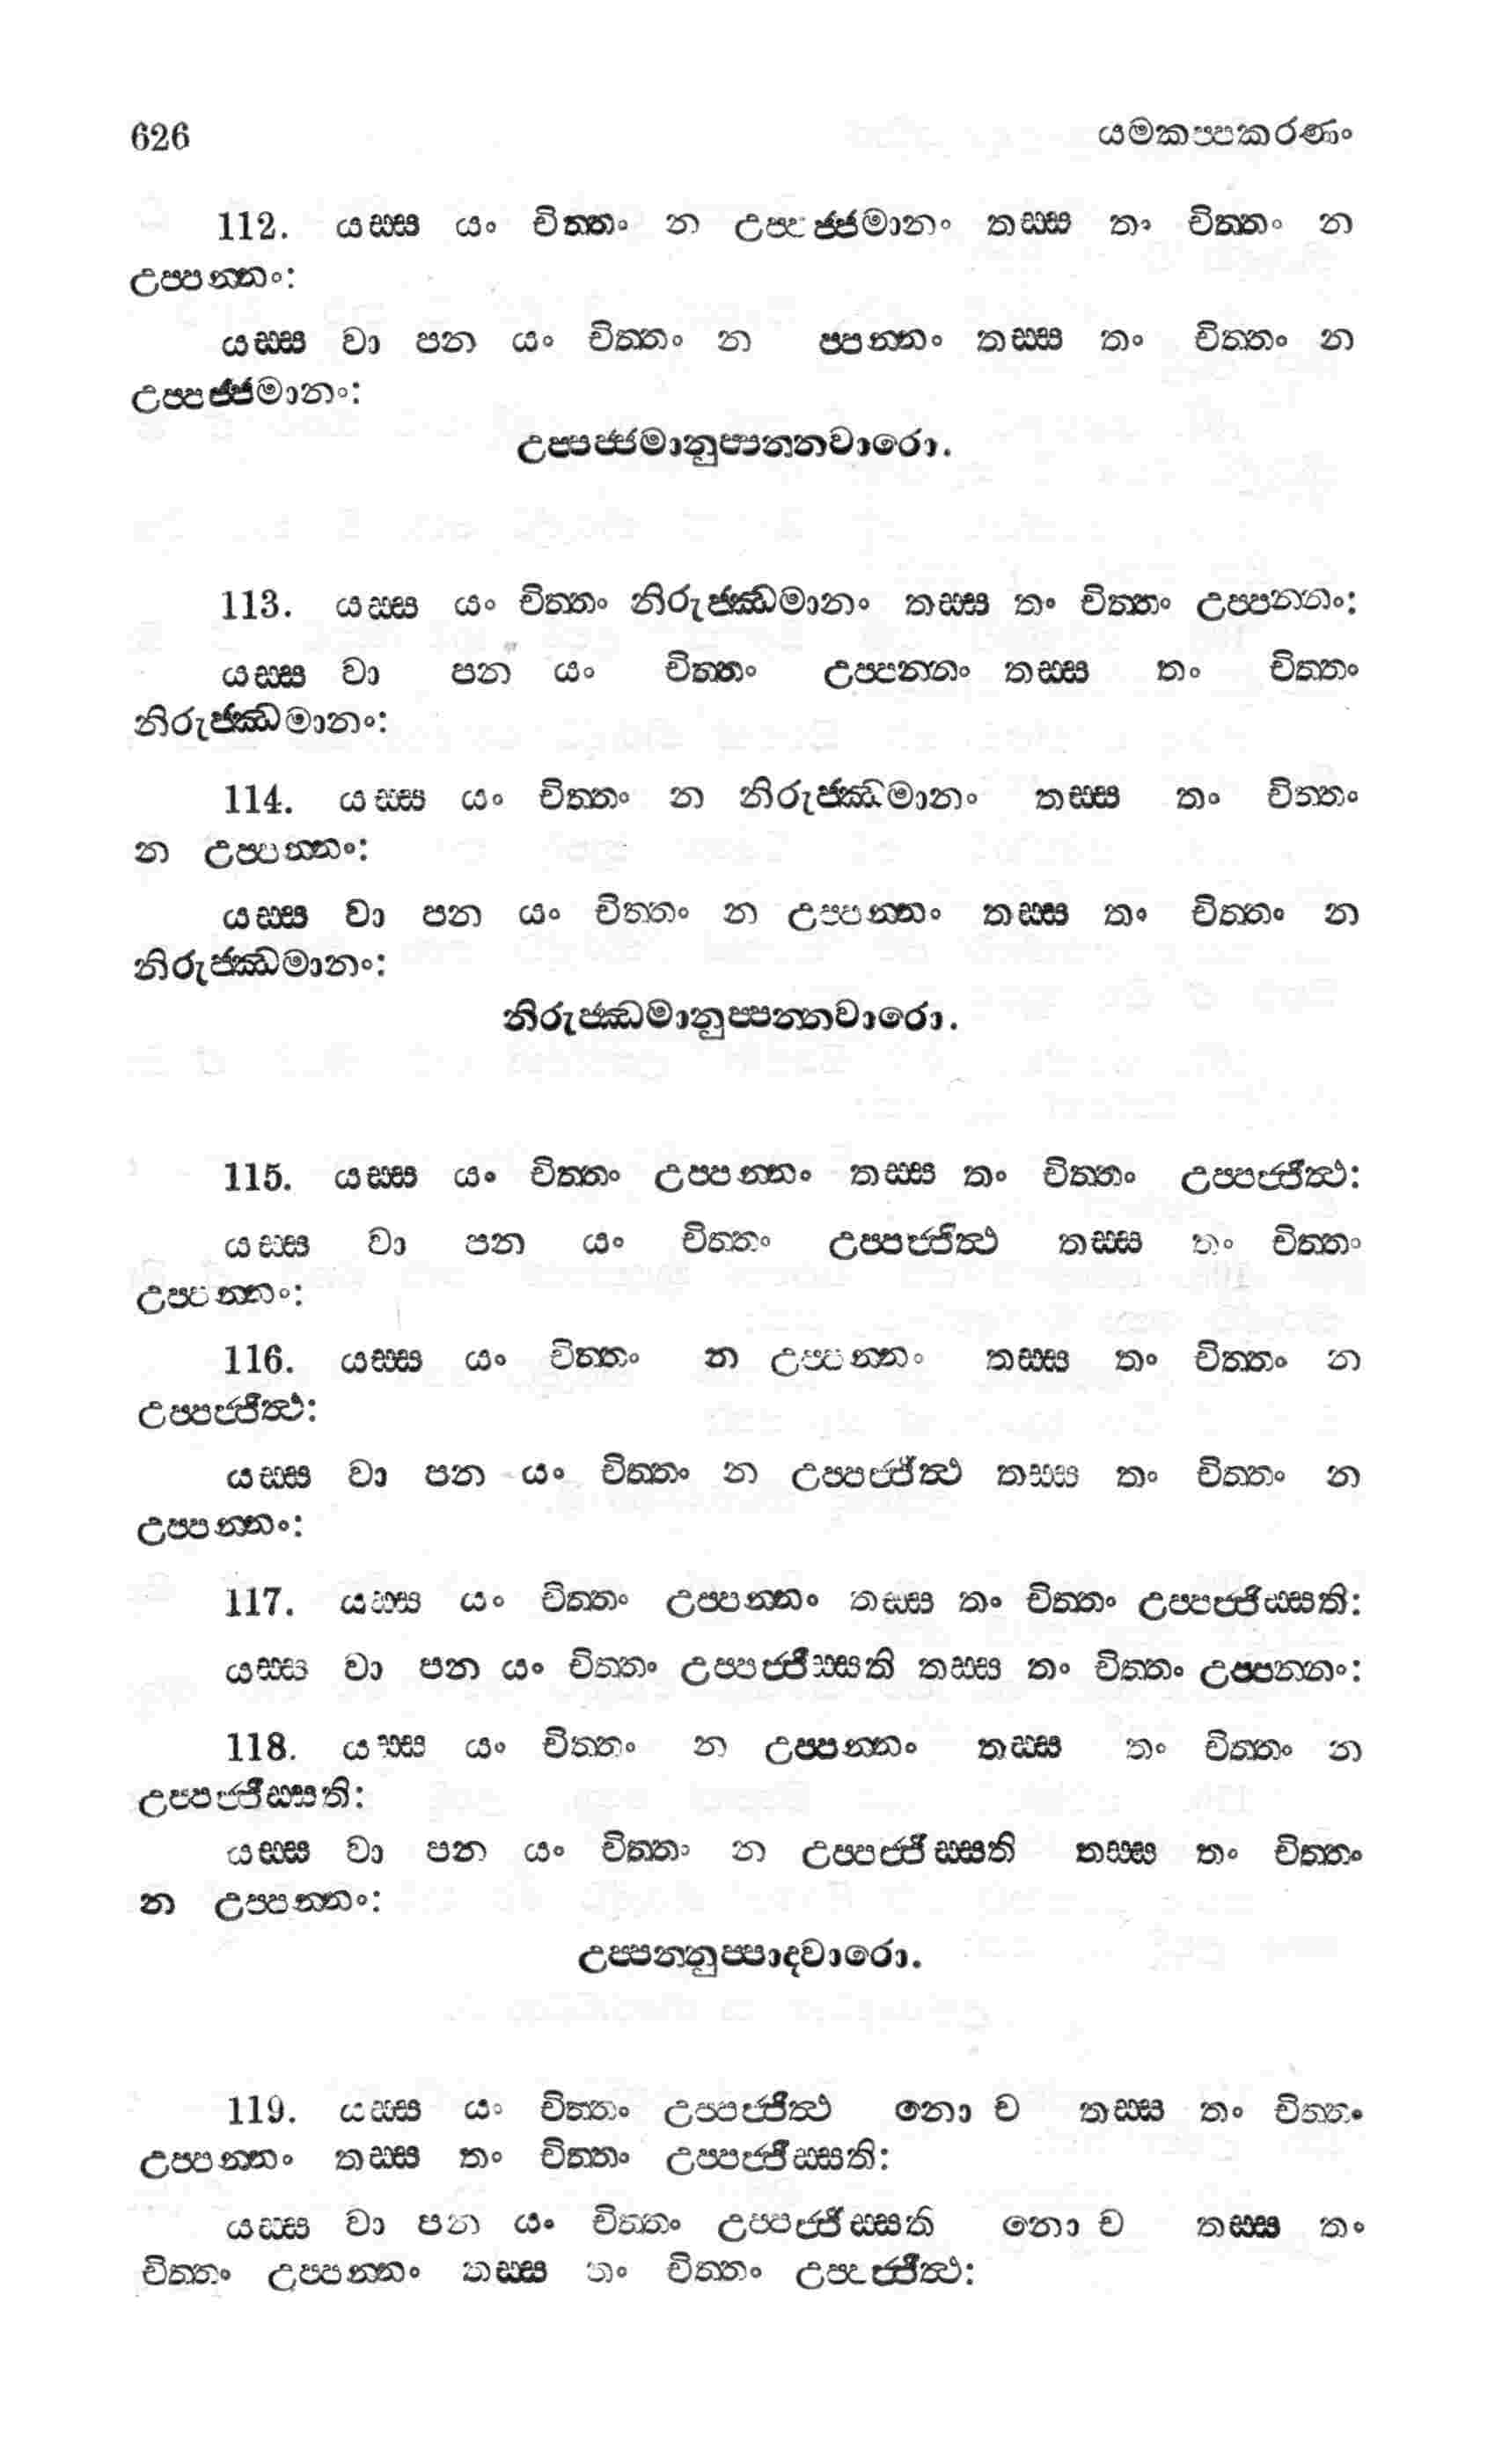 626 යමකප්පකරණං
112. යස්ස යං චිත්තං න උප්පජ්ජමානං තස්ස තං චිත්තං න
උප්පන්නං:
යස්ස වා පන යං චිත්තං න ප්පන්නං තස්ස තං චිත්තං න
උප්පජ්ජමානං:
උප්පජ්ජමානුප්පන්නවාරො.
113. යස්ස යං චිත්තං නිරුජ්ඣමානං තස්ස තං චිත්තං උප්පන්නං:
යස්ස වා පන යං චිත්තං උප්පන්නං තස්ස තං චිත්තං
නිරුජ්ඣමානං:
114. යස්ස යං චිත්තං න නිරුජ්ඣමානං තස්ස තං චිත්තං
න උප්පන්නං:
යස්ස වා පන යං චිත්තං න උප්පන්නං තස්ස තං චිත්තං න
නිරුජ්ඣමානං:
නිරුජ්ඣමානුප්පන්නවාරො.
115. යස්ස යං චිත්තං උප්පන්නං තස්ස තං චිත්තං උප්පජ්ජිත්ථ:
යස්ස වා පන යං චිත්තං උප්පජ්ජිත්ථ තස්ස තං චිත්තං
උප්පන්නං:
116. යස්ස යං චිත්තං න උප්පන්නං තස්ස තං චිත්තං න
උප්පජ්ජිත්ථ:
යස්ස වා පන යං චිත්තං න උප්පජ්ජිත්ථ තස්ස තං චිත්තං න
උප්පන්නං:
117. යස්ස යං චිත්තං උප්පන්නං තස්ස තං චිත්තං උප්පජ්ජිස්සති:
යස්ස වා පන යං චිත්තං උප්පජ්ජිස්සති තස්ස තං චිත්තං උප්පන්නං:
118. යස්ස යං චිත්තං න උප්පන්නං තස්ස තං චිත්තං න
උප්පජ්ජිස්සති:
යස්ස වා පන යං චිත්තං න උප්පජ්ජිස්සති තස්ස තං චිත්තං
න උප්පන්නං:
උප්පන්නුප්පාදවාරො.
119. යස්ස යං චිත්තං උප්පජ්ජිත්ථ නො ච තස්ස තං චිත්තං
උප්පන්නං තස්ස තං චිත්තං උප්පජ්ජිස්සති:
යස්ස වා පන යං චිත්තං උප්පජ්ජිස්සති නො ච තස්ස තං
චිත්තං උප්පන්නං තස්ස තං චිත්තං උප්පජ්ජිත්ථ: